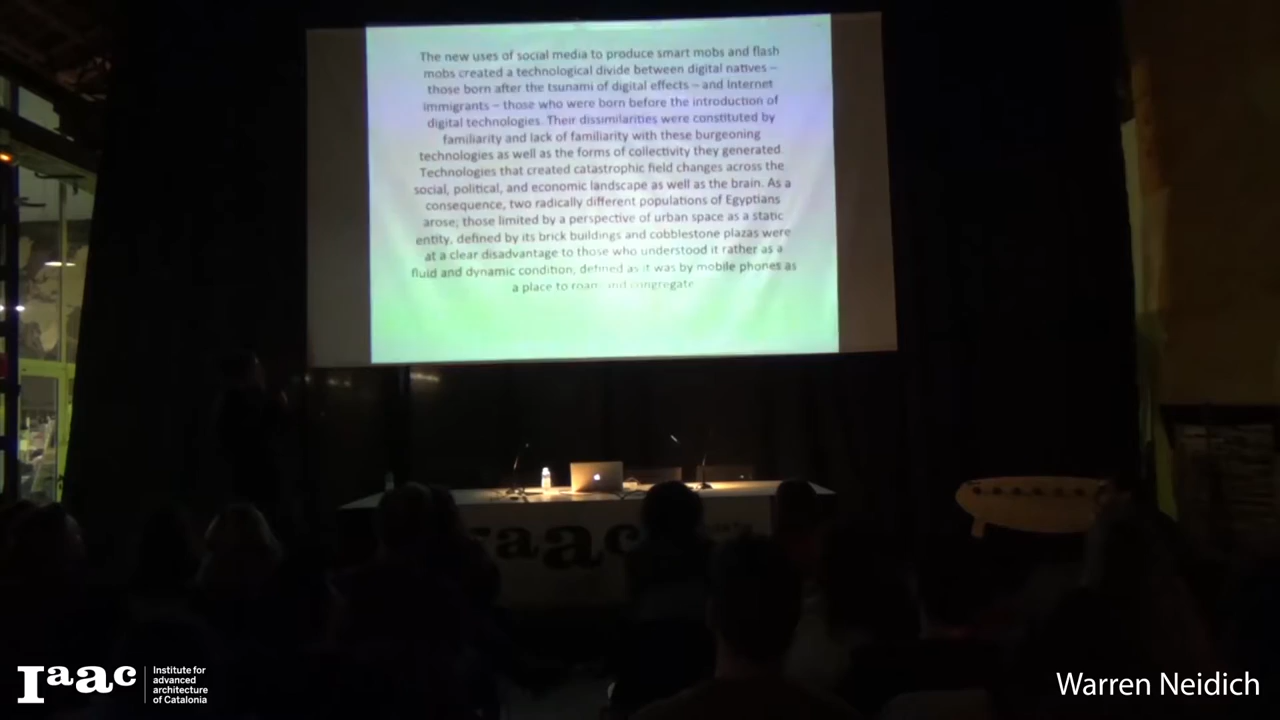 The new uses of social media to produce smart mobs and flash
mobs created a technological divide between digital natives –
those born after the tsunami of digital effects – and Internet
immigrants – those who were born before the introduction of
digital technologies. Their dissimilarities were constituted by
familiarity and lack of familiarity with these burgeoning
technologies as well as the forms of collectivity they generated.
Technologies that created catastrophic field changes across the
social, political, and economic landscape as well as the brain. As a
consequence, two radically different populations of Egyptians
arose; those limited by a perspective of urban space as a static
entity, defined by its brick buildings and cobblestone plazas were
at a clear disadvantage to those who understood it rather as a
fluid and dynamic condition, defined as it was by mobile phones as
a place to roam and congregate
Iaac
Iaac
Institute for
advanced
architecture
of Catalonia
Warren Neidich